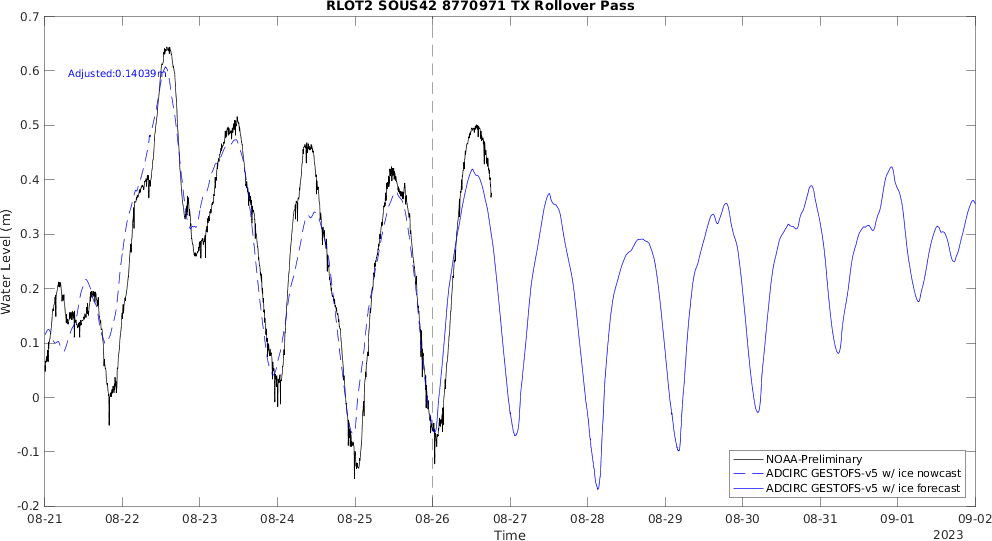 RLOT2 SOUS42 8770971 TX Rollover Pass
0.7
0.6
0.5
0.4
0.3
0.2
0.1
0
-0.1
-0.2
Water Level (m)
Adjusted:0.14039m
NOAA-Preliminary
ADCIRC GESTOFS-v5 w/ ice nowcast
ADCIRC GESTOFS-v5 w/ ice forecast
08-21 08-22 08-23 08-24 08-25 08-26 08-27 08-28 08-29 08-30 08-31 09-01 09-02
Time
2023